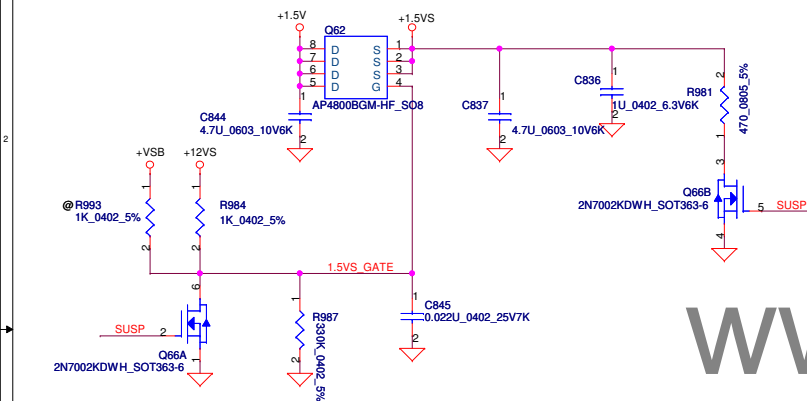 +1.5V
+1.5VS
Q62
8 D S 1
7 D S 2
6 D S 3
5 D G 4
AP4800BGM-HF_SO8
1
C844
4.7U_0603_10V6K
2
1
C837
4.7U_0603_10V6K
2
1
C836
1U_0402_6.3V6K
2
2
R981
470_0805_5%
1
2
+VSB
+12VS
1
@R993
1K_0402_5%
2
1
R984
1K_0402_5%
2
3
Q66B
2N7002KDWH_SOT363-6
5
SUSP
4
1.5VS_GATE
6
SUSP
2
Q66A
1
2N7002KDWH_SOT363-6
1
R987
330K_0402_5%
2
1
C845
0.022U_0402_25V7K
2
WV